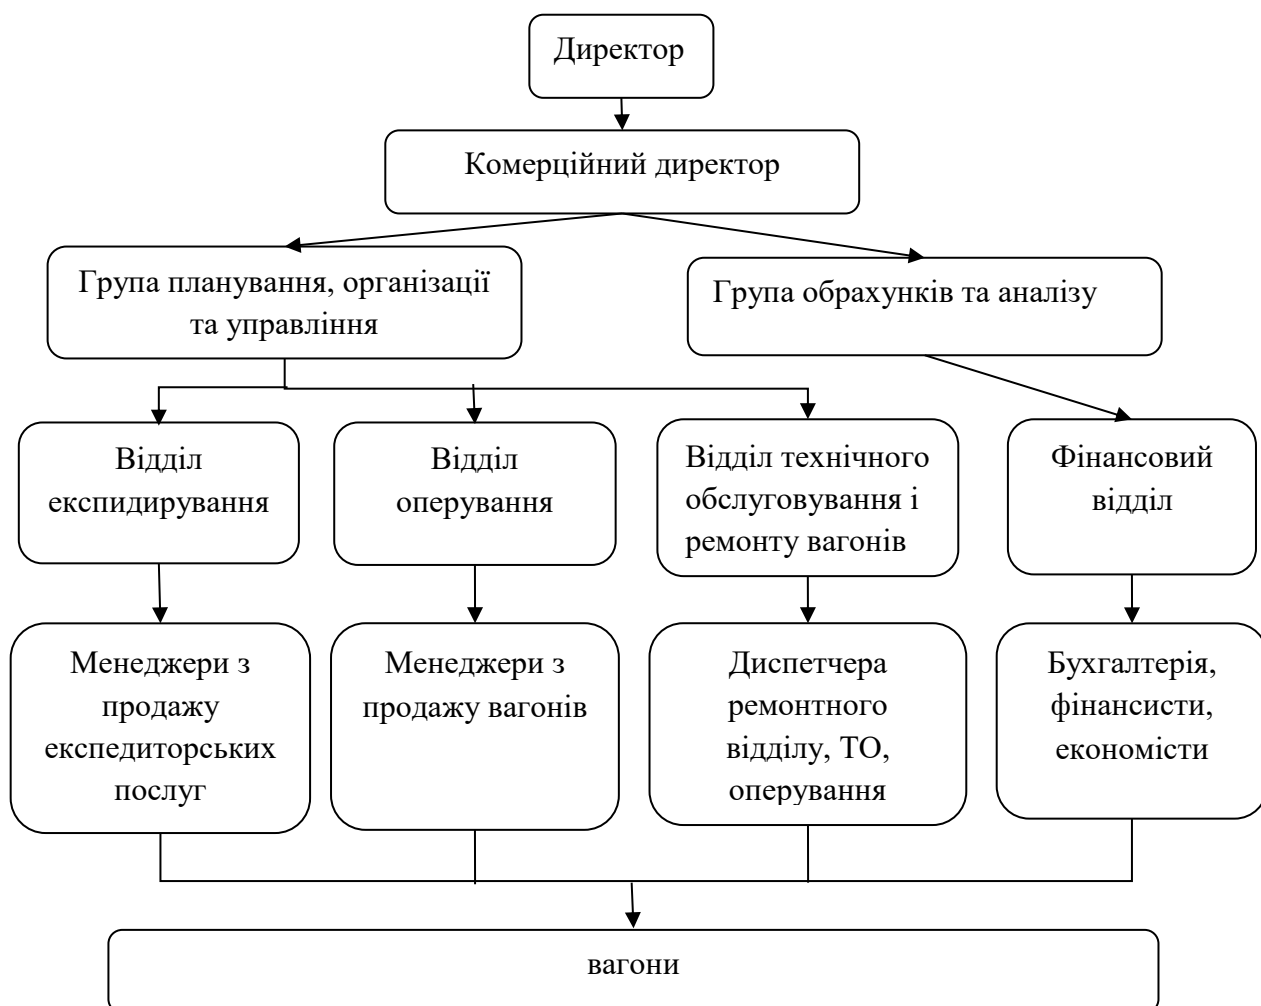 Директор
Комерційний директор
Група планування, організації
та управління
Група обрахунків та аналізу
Відділ
експидирування
Відділ
оперування
Відділ технічного
обслуговування і
ремонту вагонів
Фінансовий
відділ
Менеджери з
продажу
експедиторських
послуг
Менеджери з
продажу вагонів
Диспетчера
ремонтного
відділу, ТО,
оперування
Бухгалтерія,
фінансисти,
економісти
вагони